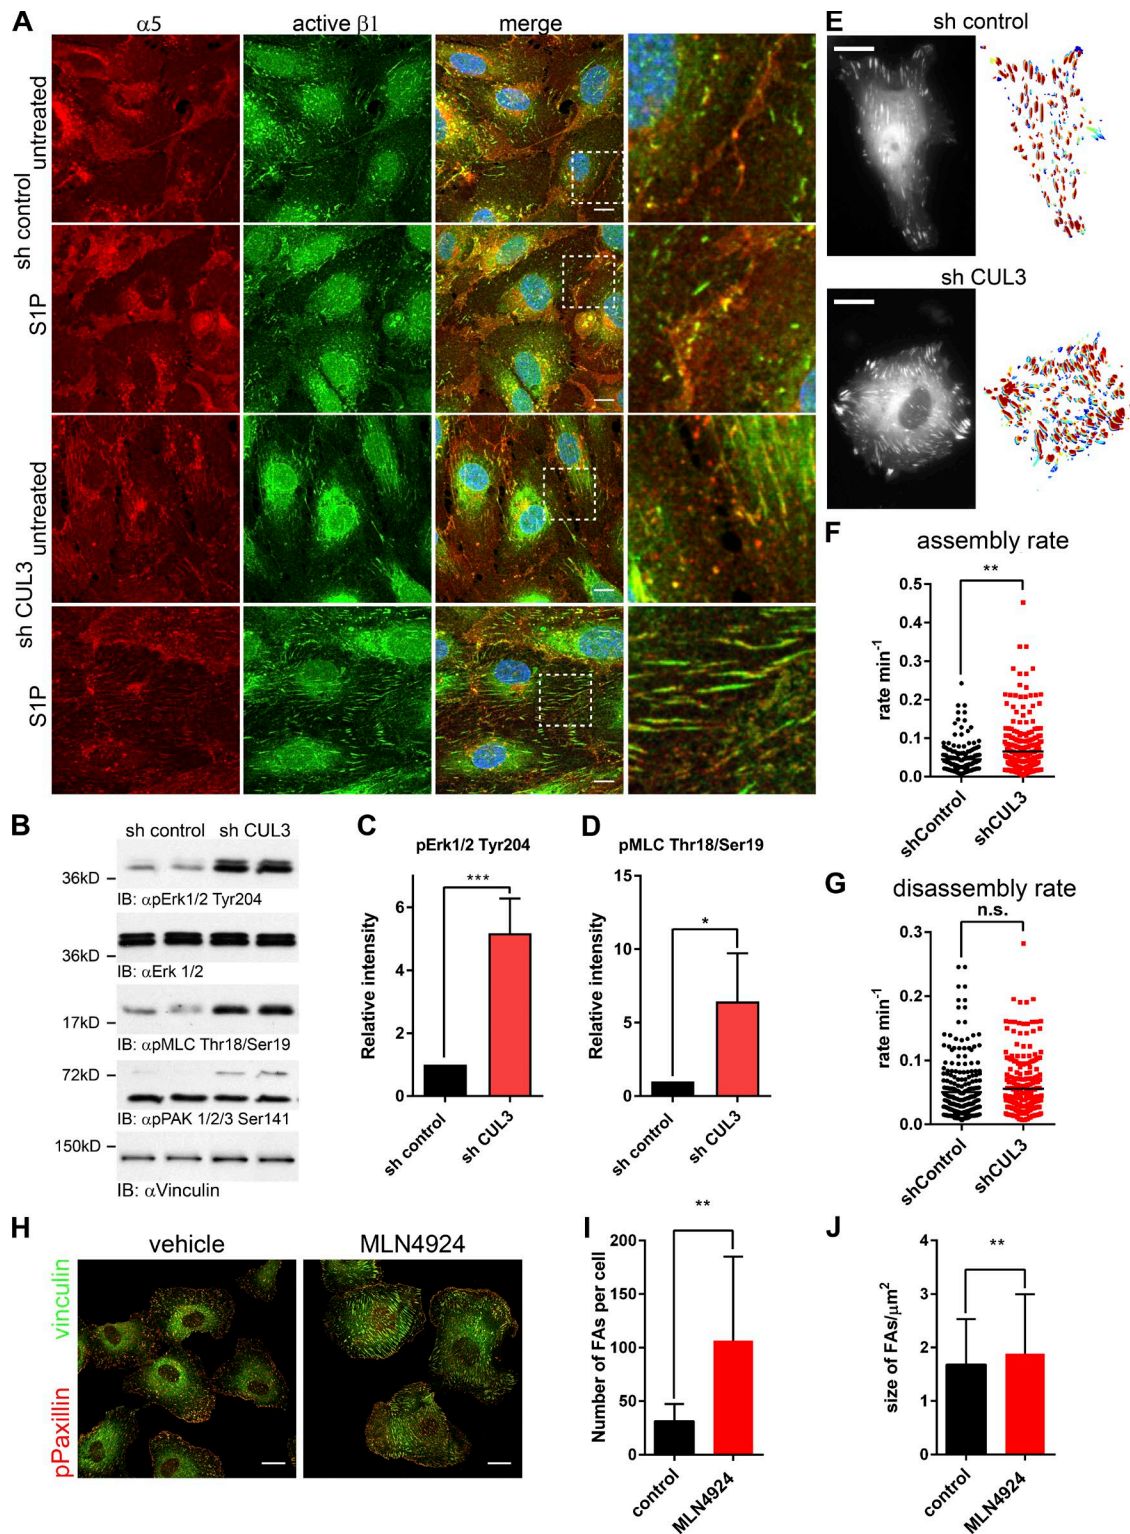 A
α5
active β1
merge
sh control
untreated
S1P
sh CUL3
untreated
S1P
B
sh control
sh CUL3
36kD
IB: αpErk1/2 Tyr204
36kD
IB: αErk 1/2
17kD
IB: αpMLC Thr18/Ser19
72kD
IB: αpPAK 1/2/3 Ser141
150kD
IB: αVinculin
C
pErk1/2 Tyr204
***
Relative intensity
6
4
2
0
sh control
sh CUL3
D
pMLC Thr18/Ser19
*
Relative intensity
15
10
5
0
sh control
sh CUL3
E
sh control
sh CUL3
F
assembly rate
**
rate min⁻¹
0.5
0.4
0.3
0.2
0.1
0.0
shControl
shCUL3
G
disassembly rate
n.s.
rate min⁻¹
0.3
0.2
0.1
0.0
shControl
shCUL3
H
vehicle
MLN4924
vinculin
pPaxillin
I
**
Number of FAs per cell
200
150
100
50
0
control
MLN4924
J
**
size of FAs/μm²
4
3
2
1
0
control
MLN4924